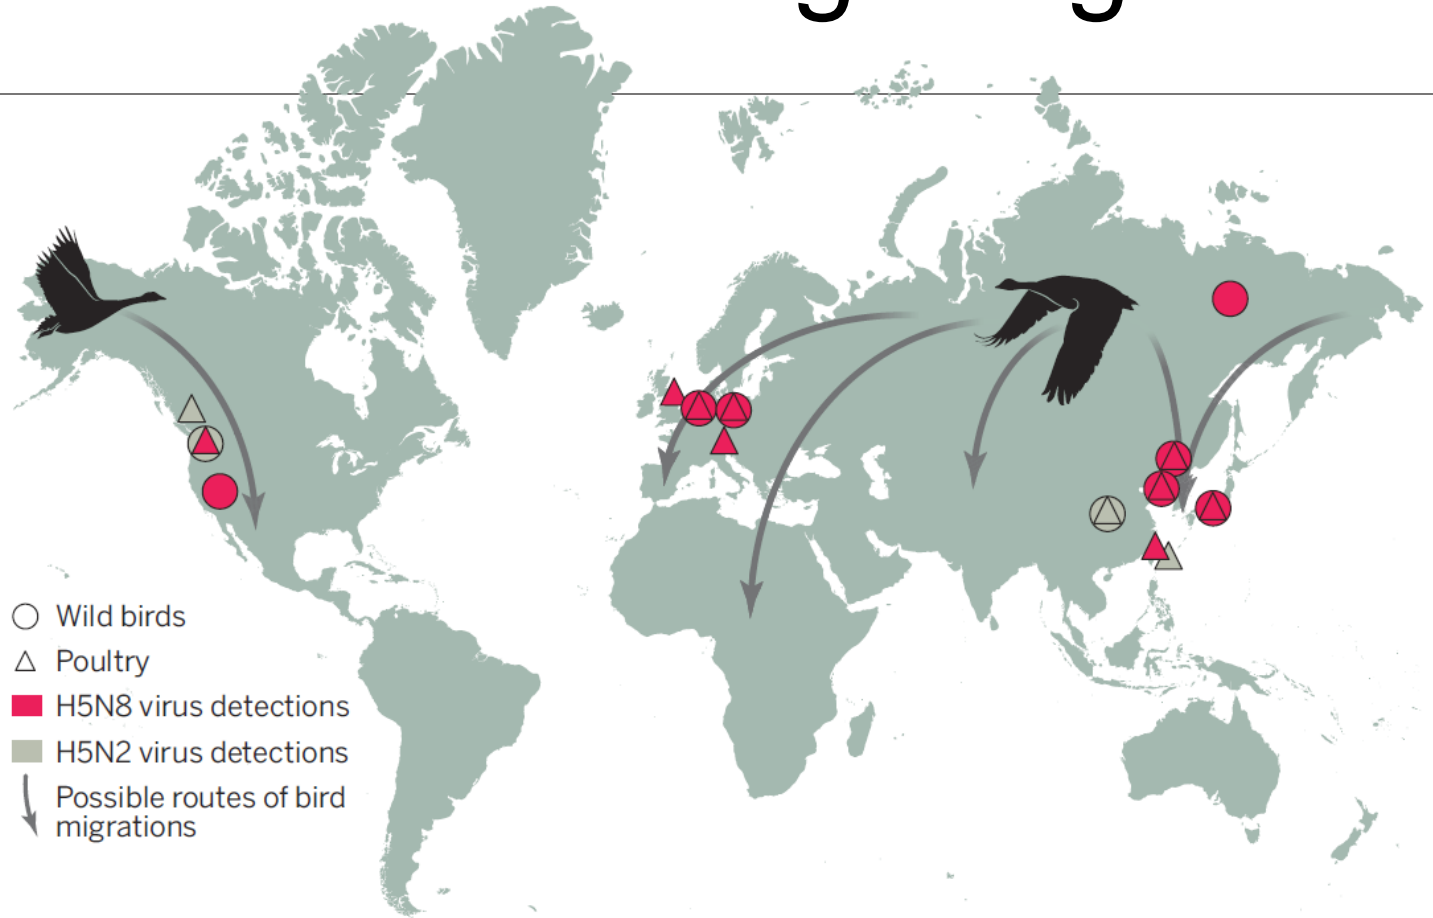 Wild birds
Poultry
H5N8 virus detections
H5N2 virus detections
Possible routes of bird
migrations